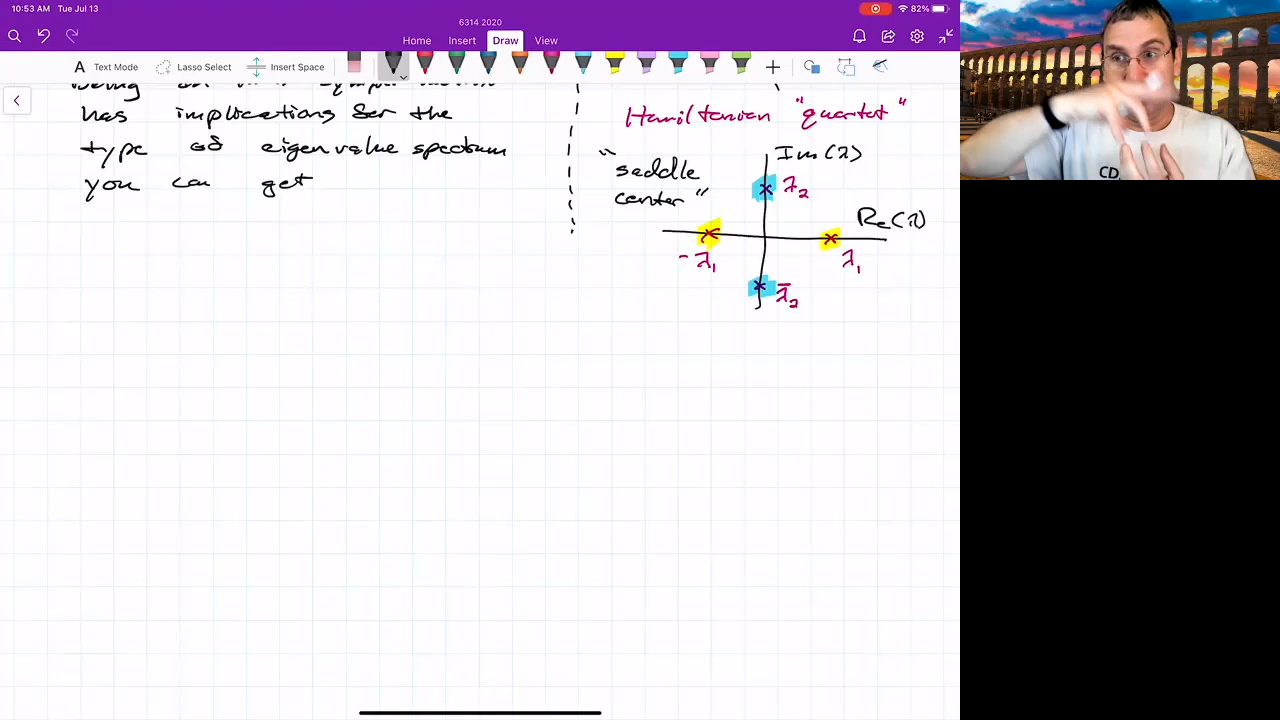 10:53 AM Tue Jul 13
82%
6314 2020
Home Insert Draw View
Text Mode Lasso Select Insert Space
has implications for the
type of eigenvalue spectrum
you can get
Hamiltonian "quartet"
"saddle
center"
Im(λ)
λ2
Re(λ)
-λ1
λ1
λ̄2
CD